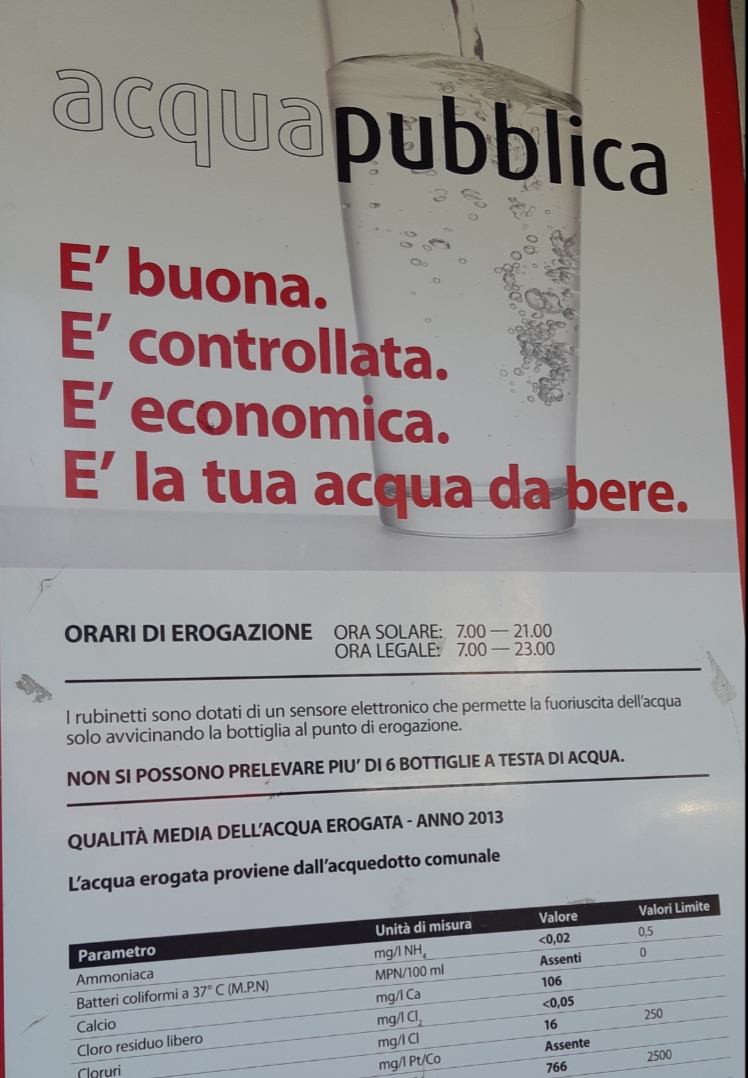 acquapubblica
E' buona.
E' controllata.
E' economica.
E' la tua acqua da bere.
ORARI DI EROGAZIONE ORA SOLARE: 7.00 — 21.00
ORA LEGALE: 7.00 — 23.00
I rubinetti sono dotati di un sensore elettronico che permette la fuoriuscita dell'acqua
solo avvicinando la bottiglia al punto di erogazione.
NON SI POSSONO PRELEVARE PIU' DI 6 BOTTIGLIE A TESTA DI ACQUA.
QUALITÀ MEDIA DELL'ACQUA EROGATA - ANNO 2013
L'acqua erogata proviene dall'acquedotto comunale
Parametro Unità di misura Valore Valori Limite
Ammoniaca mg/l NH₄ <0,02 0,5
Batteri coliformi a 37° C (M.P.N) MPN/100 ml Assenti 0
Calcio mg/l Ca 106
Cloro residuo libero mg/l Cl₂ <0,05
Cloruri mg/l Cl 16 250
mg/l Pt/Co Assente
766 2500